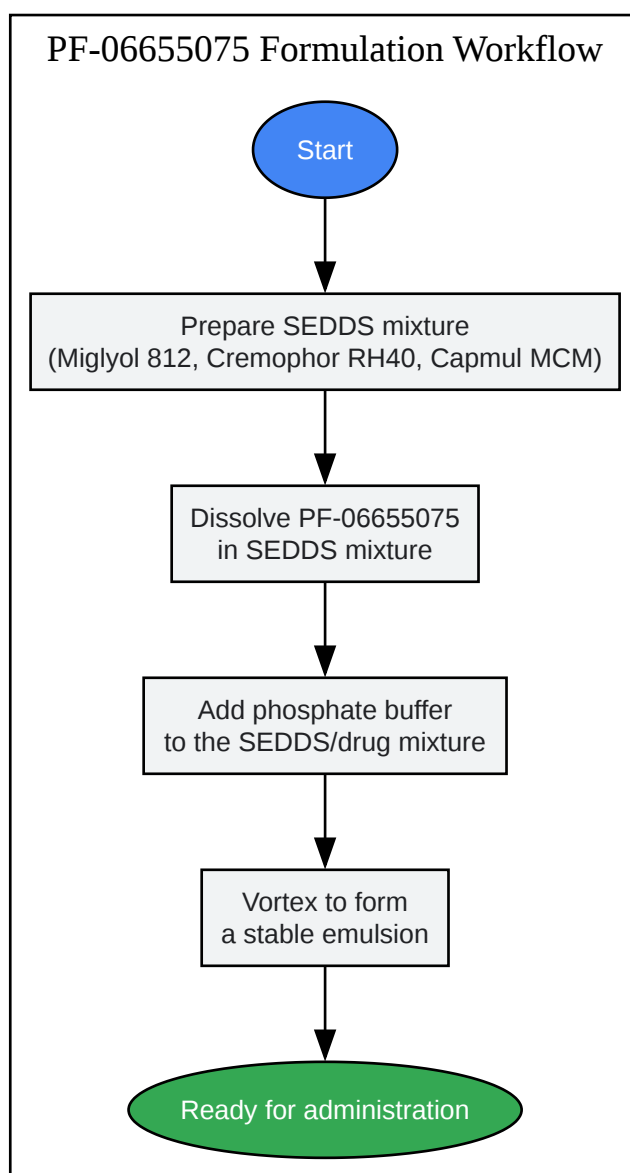 PF-06655075 Formulation Workflow
Start
Prepare SEDDS mixture
(Miglyol 812, Cremophor RH40, Capmul MCM)
Dissolve PF-06655075
in SEDDS mixture
Add phosphate buffer
to the SEDDS/drug mixture
Vortex to form
a stable emulsion
Ready for administration